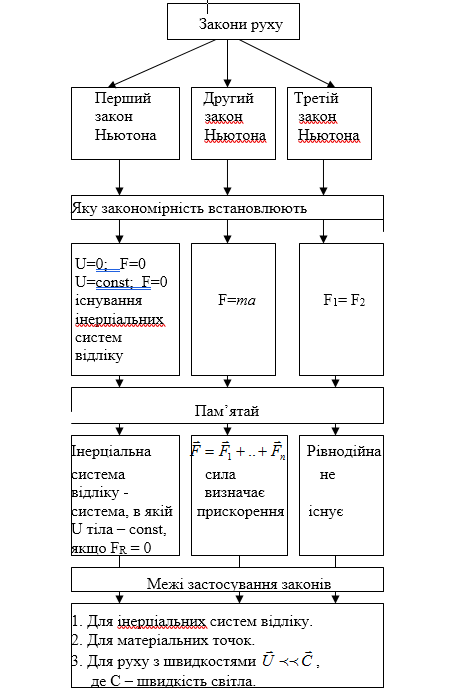 Закони руху
Перший
закон
Ньютона
Другий
закон
Ньютона
Третій
закон
Ньютона
Яку закономірність встановлюють
U=0; F=0
U=const; F=0
існування
інерціальних
систем
відліку
F=ma
F₁= F₂
Пам’ятай
Інерціальна
система
відліку -
система, в якій
U тіла – const,
якщо F_R = 0
F⃗ = F⃗₁ + .. + F⃗ₙ
сила
визначає
прискорення
Рівнодійна
не
існує
Межі застосування законів
1. Для інерціальних систем відліку.
2. Для матеріальних точок.
3. Для руху з швидкостями U⃗ ≺≺ C⃗ ,
де С – швидкість світла.